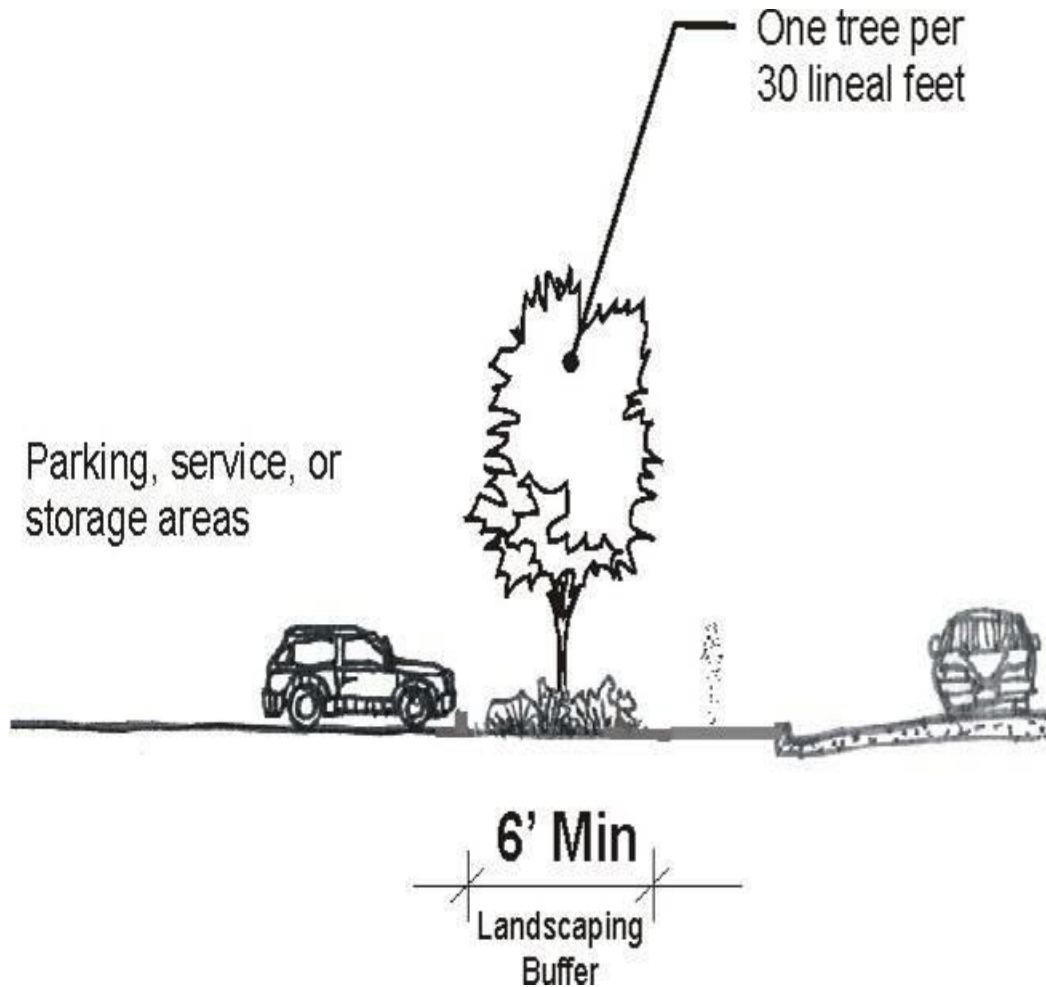 One tree per
30 lineal feet
Parking, service, or
storage areas
6’ Min
Landscaping
Buffer